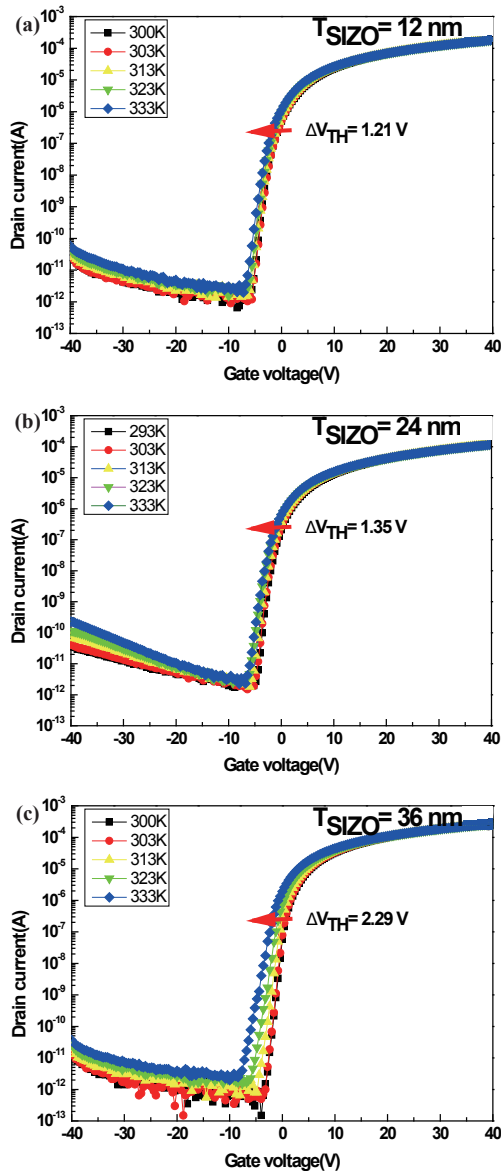 (a)
T_SIZO = 12 nm
300K
303K
313K
323K
333K
ΔV_TH = 1.21 V
Drain current(A)
10^-3
10^-4
10^-5
10^-6
10^-7
10^-8
10^-9
10^-10
10^-11
10^-12
10^-13
-40 -30 -20 -10 0 10 20 30 40
Gate voltage(V)
(b)
T_SIZO = 24 nm
293K
303K
313K
323K
333K
ΔV_TH = 1.35 V
Drain current(A)
10^-3
10^-4
10^-5
10^-6
10^-7
10^-8
10^-9
10^-10
10^-11
10^-12
10^-13
-40 -30 -20 -10 0 10 20 30 40
Gate voltage(V)
(c)
T_SIZO = 36 nm
300K
303K
313K
323K
333K
ΔV_TH = 2.29 V
Drain current(A)
10^-3
10^-4
10^-5
10^-6
10^-7
10^-8
10^-9
10^-10
10^-11
10^-12
10^-13
-40 -30 -20 -10 0 10 20 30 40
Gate voltage(V)